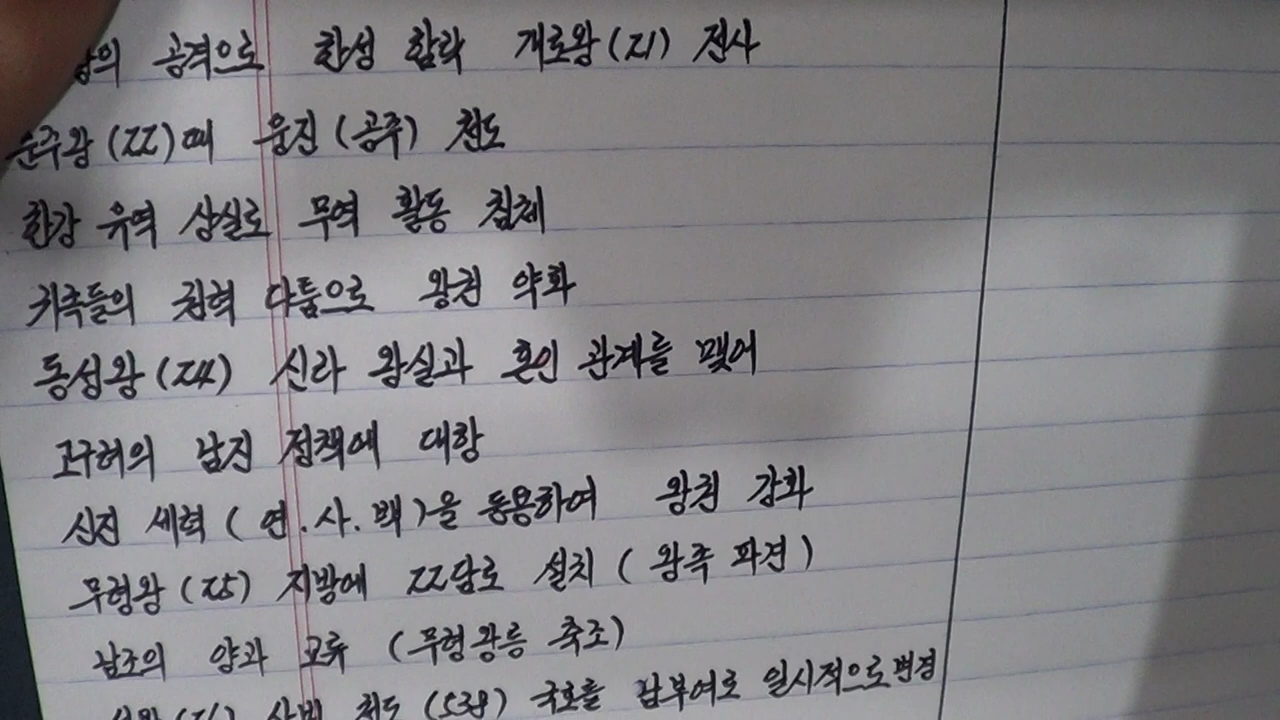 공격으로 한성 함락 개로왕(21) 전사
문주왕(22)때 웅진(공주) 천도
한강 유역 상실로 무역 활동 침체
귀족들의 권력 다툼으로 왕권 약화
동성왕(24) 신라 왕실과 혼인 관계를 맺어
고구려의 남진 정책에 대항
신진 세력(연.사.백)을 등용하여 왕권 강화
무령왕(25) 지방에 22담로 설치(왕족 파견)
남조의 양과 교류 (무령왕릉 축조)
천도(538) 국호를 남부여로 일시적으로변경